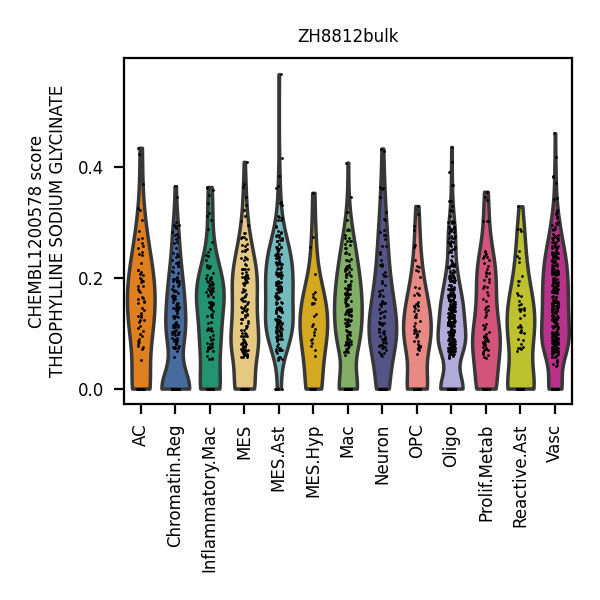 ZH8812bulk
CHEMBL1200578 score
THEOPHYLLINE SODIUM GLYCINATE
0.4
0.2
0.0
AC
Chromatin.Reg
Inflammatory.Mac
MES
MES.Ast
MES.Hyp
Mac
Neuron
OPC
Oligo
Prolif.Metab
Reactive.Ast
Vasc